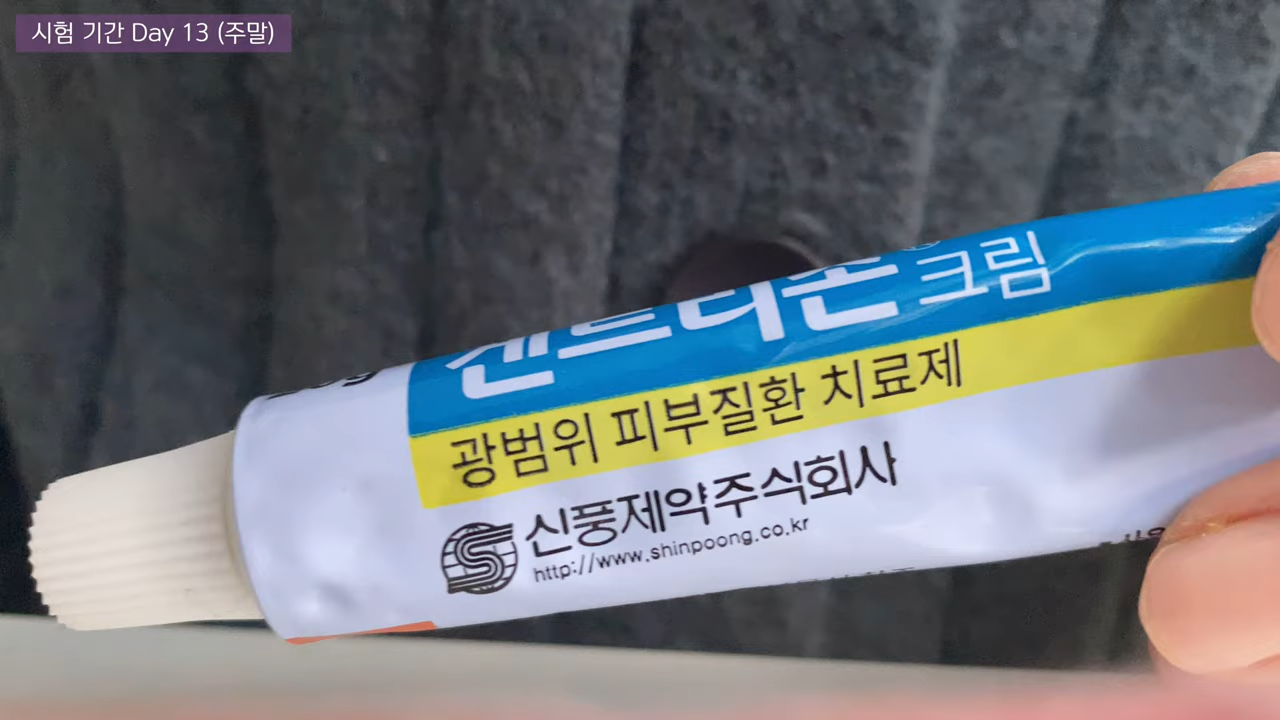 시험 기간 Day 13 (주말)
크림
광범위 피부질환 치료제
신풍제약주식회사
http://www.shinpoong.co.kr